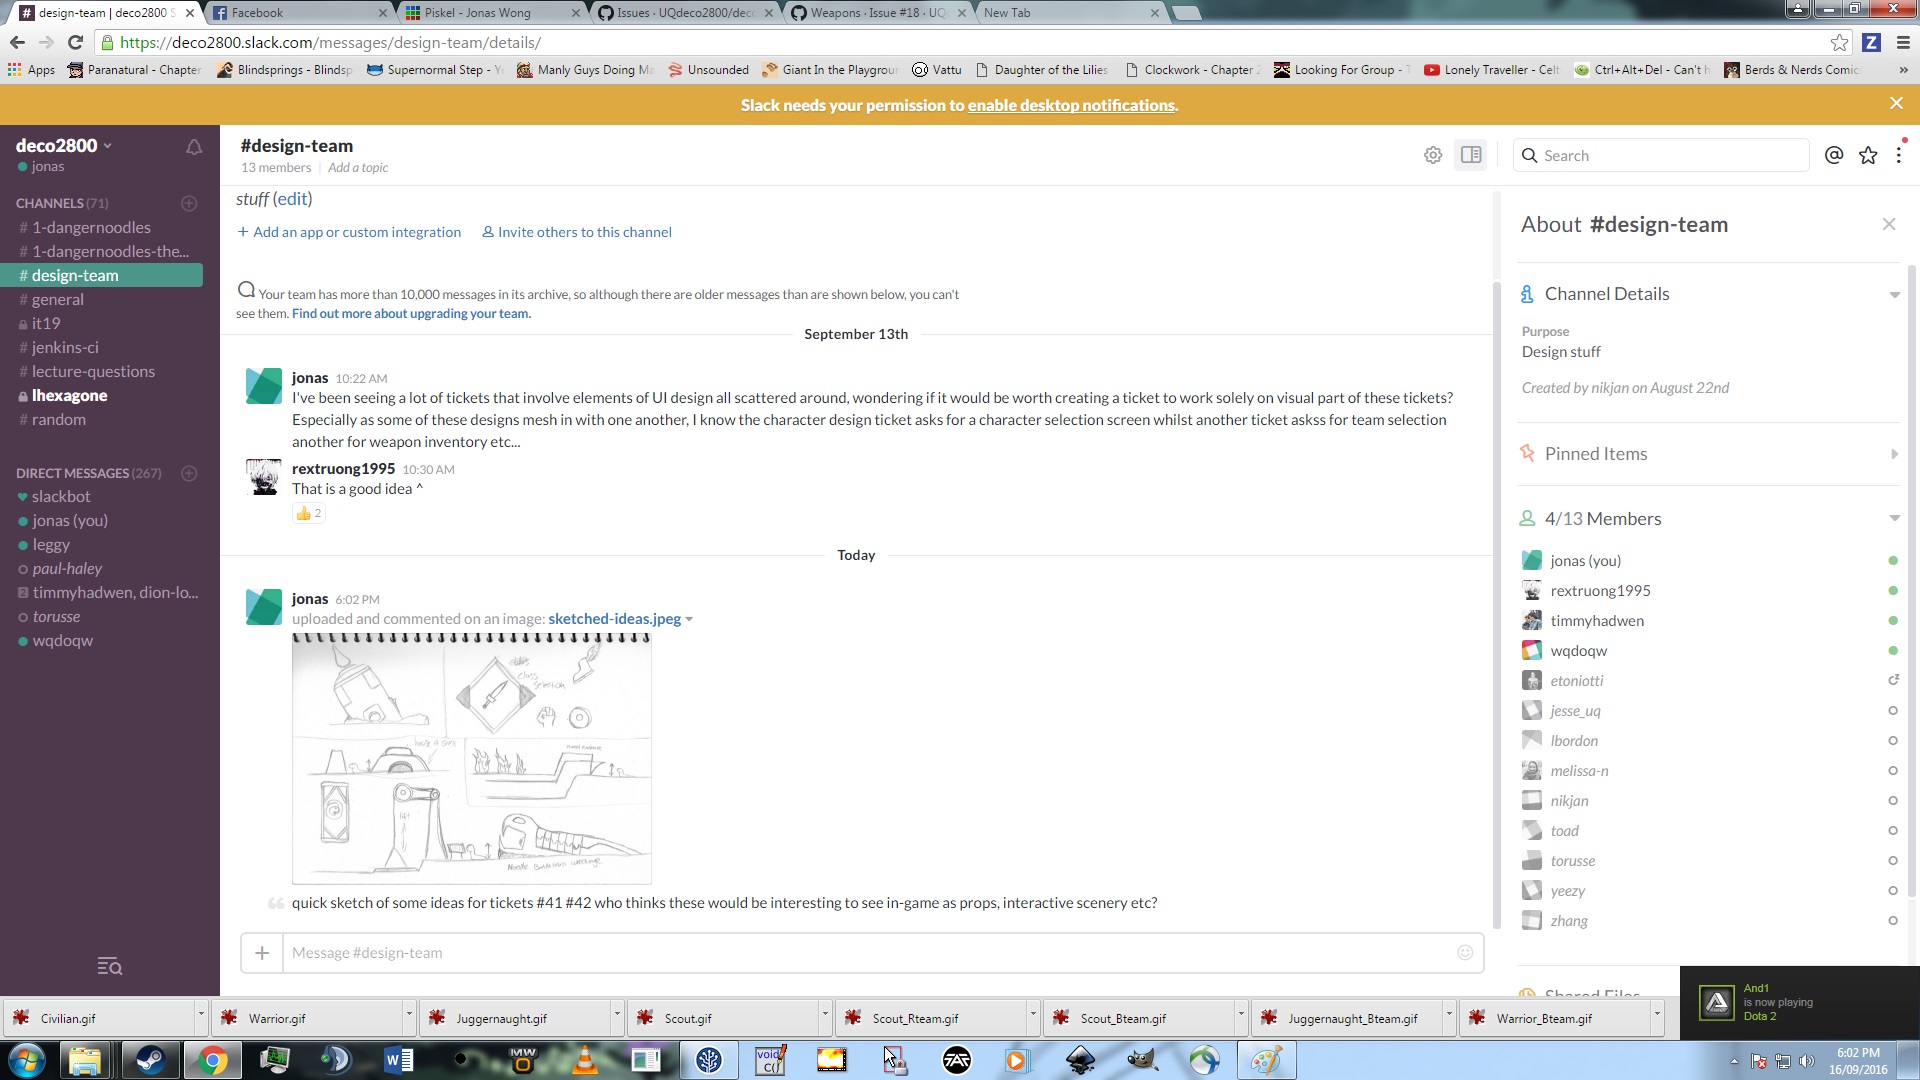 design-team | deco2800 S
Facebook
Piskel - Jonas Wong
Issues · UQdeco2800/deco
Weapons · Issue #18 · UQ
New Tab
https://deco2800.slack.com/messages/design-team/details/
Apps
Paranatural - Chapter
Blindsprings - Blindsp
Supernormal Step - Y
Manly Guys Doing Ma
Unsounded
Giant In the Playgroun
Vattu
Daughter of the Lilies
Clockwork - Chapter 2
Looking For Group - T
Lonely Traveller - Celt
Ctrl+Alt+Del - Can't h
Berds & Nerds Comic
Slack needs your permission to enable desktop notifications.
deco2800
jonas
CHANNELS (71)
# 1-dangernoodles
# 1-dangernoodles-the...
# design-team
# general
it19
# jenkins-ci
# lecture-questions
lhexagone
# random
DIRECT MESSAGES (267)
slackbot
jonas (you)
leggy
paul-haley
2 timmyhadwen, dion-lo...
torusse
wqdoqw
#design-team
13 members | Add a topic
Search
stuff (edit)
+ Add an app or custom integration
Invite others to this channel
Your team has more than 10,000 messages in its archive, so although there are older messages than are shown below, you can't
see them. Find out more about upgrading your team.
September 13th
jonas 10:22 AM
I've been seeing a lot of tickets that involve elements of UI design all scattered around, wondering if it would be worth creating a ticket to work solely on visual part of these tickets?
Especially as some of these designs mesh in with one another, I know the character design ticket asks for a character selection screen whilst another ticket askss for team selection
another for weapon inventory etc...
rextruong1995 10:30 AM
That is a good idea ^
2
Today
jonas 6:02 PM
uploaded and commented on an image: sketched-ideas.jpeg
class
selection
quick sketch of some ideas for tickets #41 #42 who thinks these would be interesting to see in-game as props, interactive scenery etc?
Message #design-team
About #design-team
Channel Details
Purpose
Design stuff
Created by nikjan on August 22nd
Pinned Items
4/13 Members
jonas (you)
rextruong1995
timmyhadwen
wqdoqw
etoniotti
jesse_uq
lbordon
melissa-n
nikjan
toad
torusse
yeezy
zhang
Shared Files
And1
is now playing
Dota 2
Civilian.gif
Warrior.gif
Juggernaught.gif
Scout.gif
Scout_Rteam.gif
Scout_Bteam.gif
Juggernaught_Bteam.gif
Warrior_Bteam.gif
6:02 PM
16/09/2016